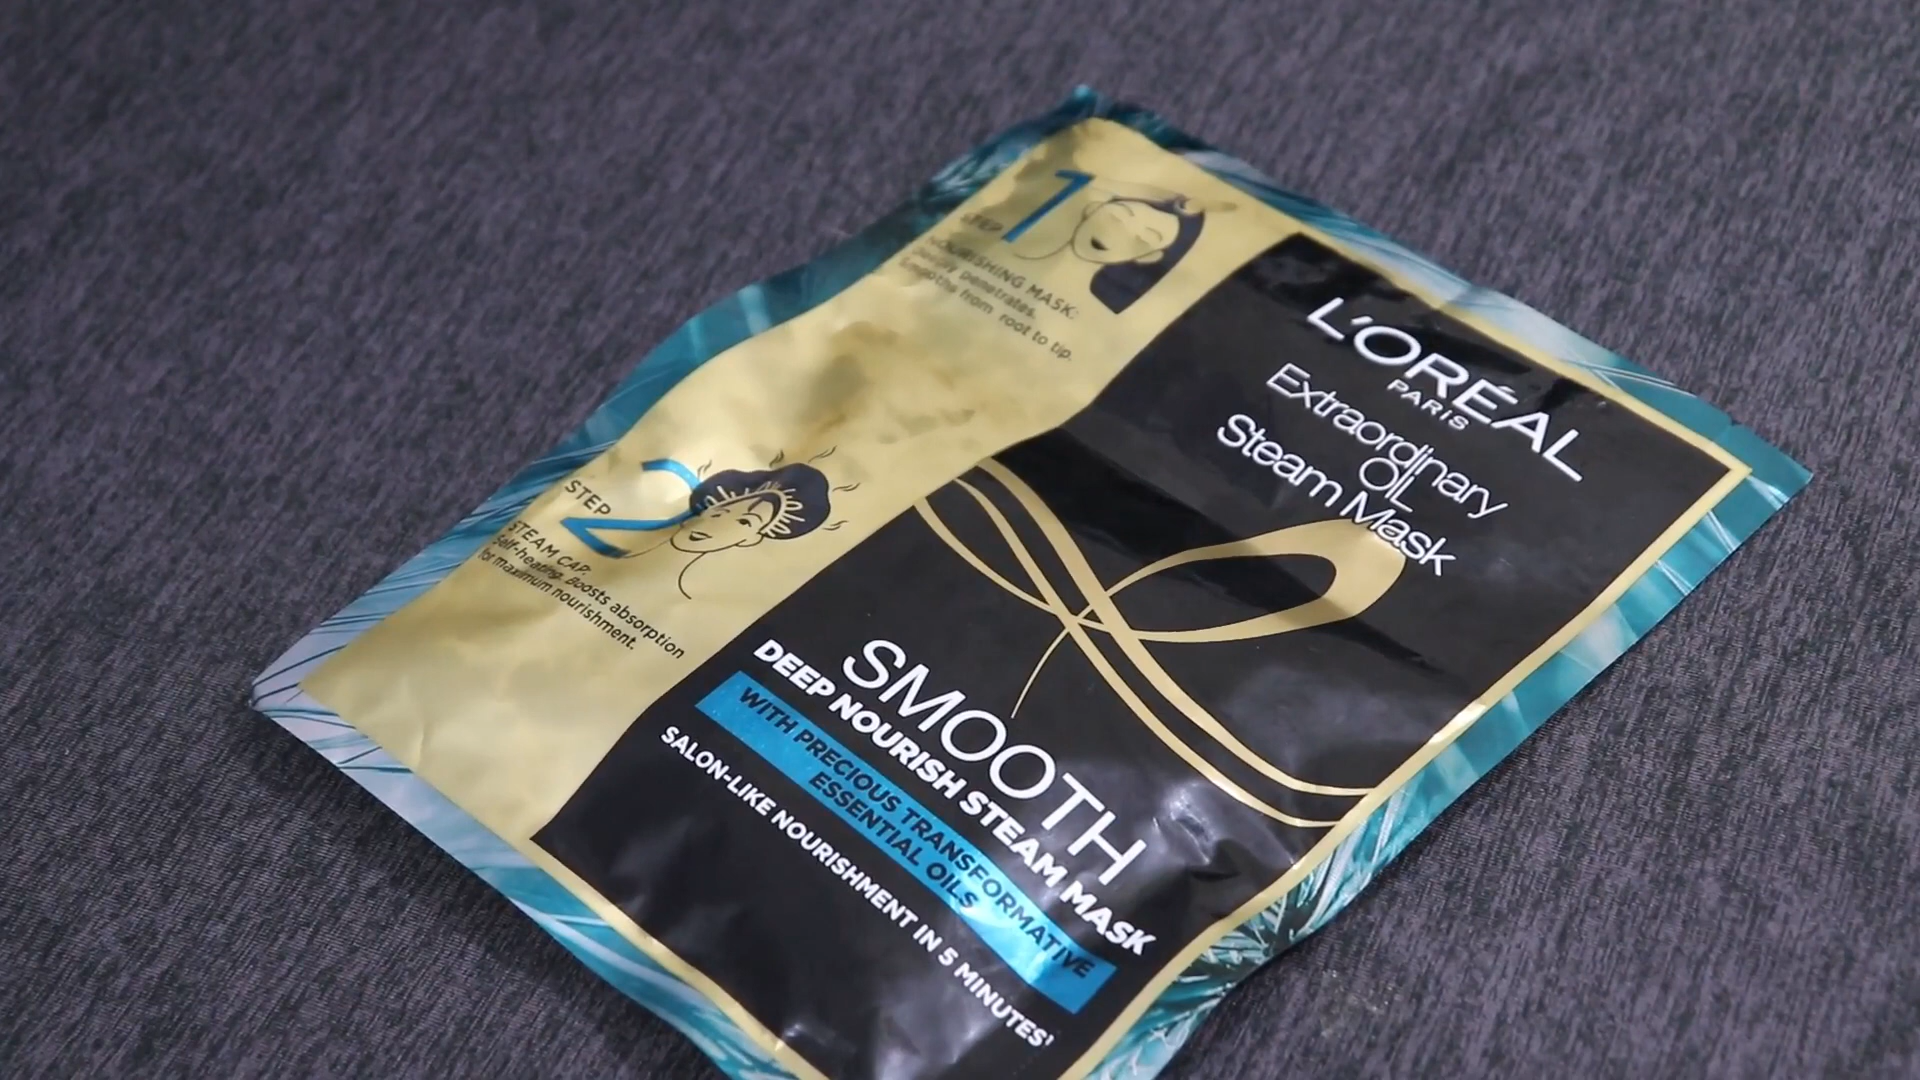 L'ORÉAL
PARIS
Extraordinary
OIL
Steam Mask
SMOOTH
DEEP NOURISH STEAM MASK
WITH PRECIOUS TRANSFORMATIVE
ESSENTIAL OILS
SALON-LIKE NOURISHMENT IN 5 MINUTES¹
STEP 1
NOURISHING MASK:
Deeply penetrates.
Smooths from root to tip.
STEP 2
STEAM CAP:
Self-heating. Boosts absorption
for maximum nourishment.